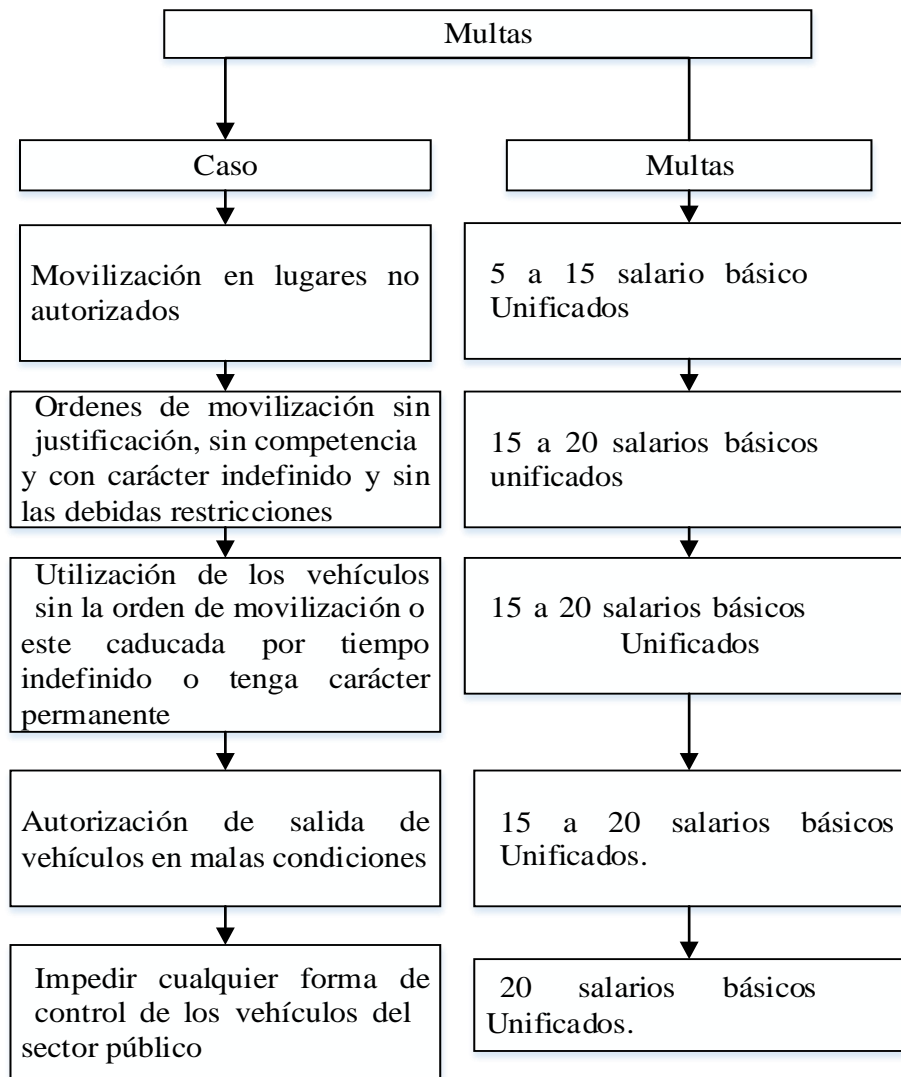 Multas
Caso
Multas
Movilización en lugares no
autorizados
5 a 15 salario básico
Unificados
Ordenes de movilización sin
justificación, sin competencia
y con carácter indefinido y sin
las debidas restricciones
15 a 20 salarios básicos
unificados
Utilización de los vehículos
sin la orden de movilización o
este caducada por tiempo
indefinido o tenga carácter
permanente
15 a 20 salarios básicos
Unificados
Autorización de salida de
vehículos en malas condiciones
15 a 20 salarios básicos
Unificados.
Impedir cualquier forma de
control de los vehículos del
sector público
20 salarios básicos
Unificados.